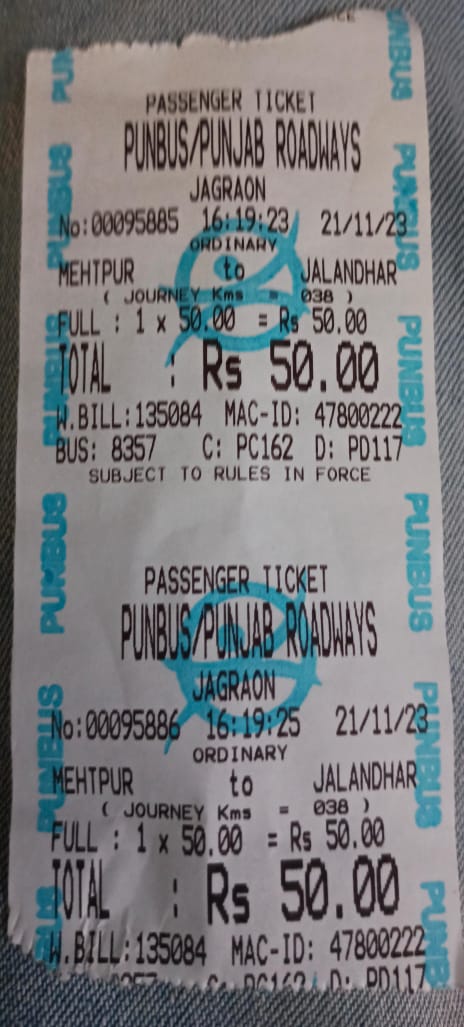 PASSENGER TICKET
PUNBUS/PUNJAB ROADWAYS
JAGRAON
No:00095885 16:19:23 21/11/23
ORDINARY
MEHTPUR to JALANDHAR
( JOURNEY Kms = 038 )
FULL : 1 x 50.00 = Rs 50.00
TOTAL : Rs 50.00
W.BILL:135084 MAC-ID: 47800222
BUS: 8357 C: PC162 D: PD117
SUBJECT TO RULES IN FORCE
PASSENGER TICKET
PUNBUS/PUNJAB ROADWAYS
JAGRAON
No:00095886 16:19:25 21/11/23
ORDINARY
MEHTPUR to JALANDHAR
( JOURNEY Kms = 038 )
FULL : 1 x 50.00 = Rs 50.00
TOTAL : Rs 50.00
W.BILL:135084 MAC-ID: 47800222
C: PC162 D: PD117
PUNBUS
PUNBUS
PUNBUS
PUNBUS
PUNBUS
PUNBUS
PUNBUS
PUNBUS